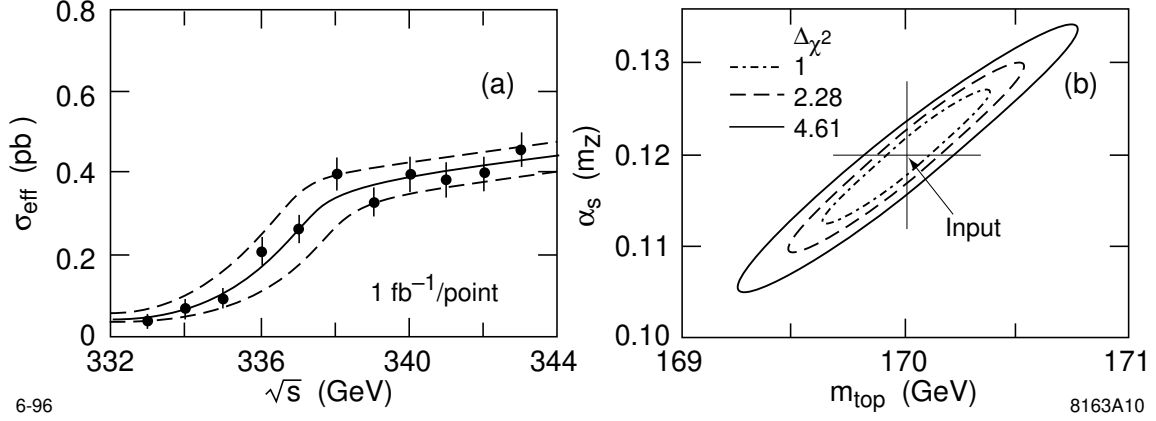 0.8
0.6
0.4
0.2
0
σeff (pb)
(a)
1 fb⁻¹/point
332 336 340 344
√s (GeV)
6-96
0.13
0.12
0.11
0.10
αs (mZ)
Δχ²
1
2.28
4.61
(b)
Input
169 170 171
mtop (GeV)
8163A10